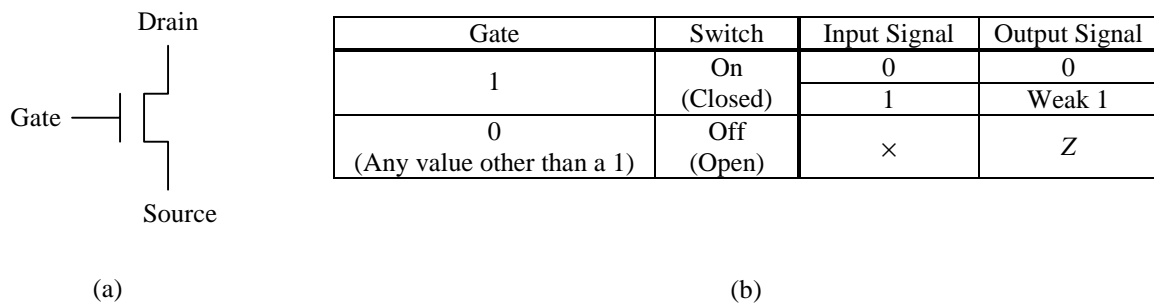 Drain
Gate
Source
(a)
Gate Switch Input Signal Output Signal
1 On (Closed) 0 0
1 Weak 1
0 (Any value other than a 1) Off (Open) × Z
(b)